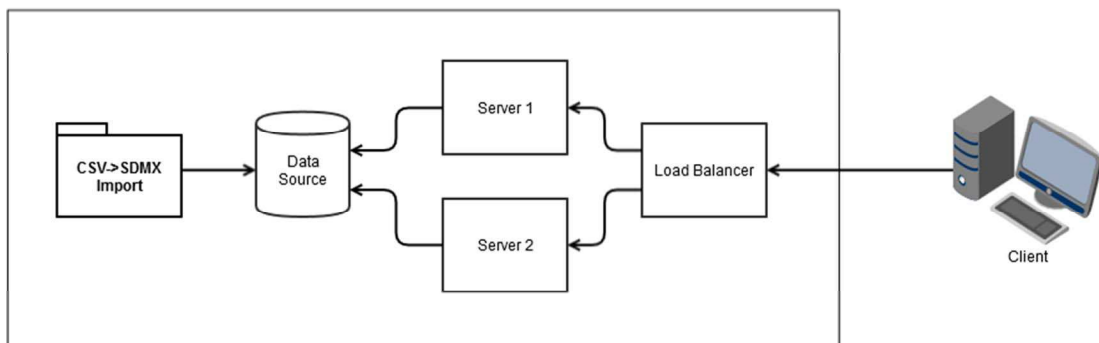 CSV->SDMX
Import
Data
Source
Server 1
Server 2
Load Balancer
Client